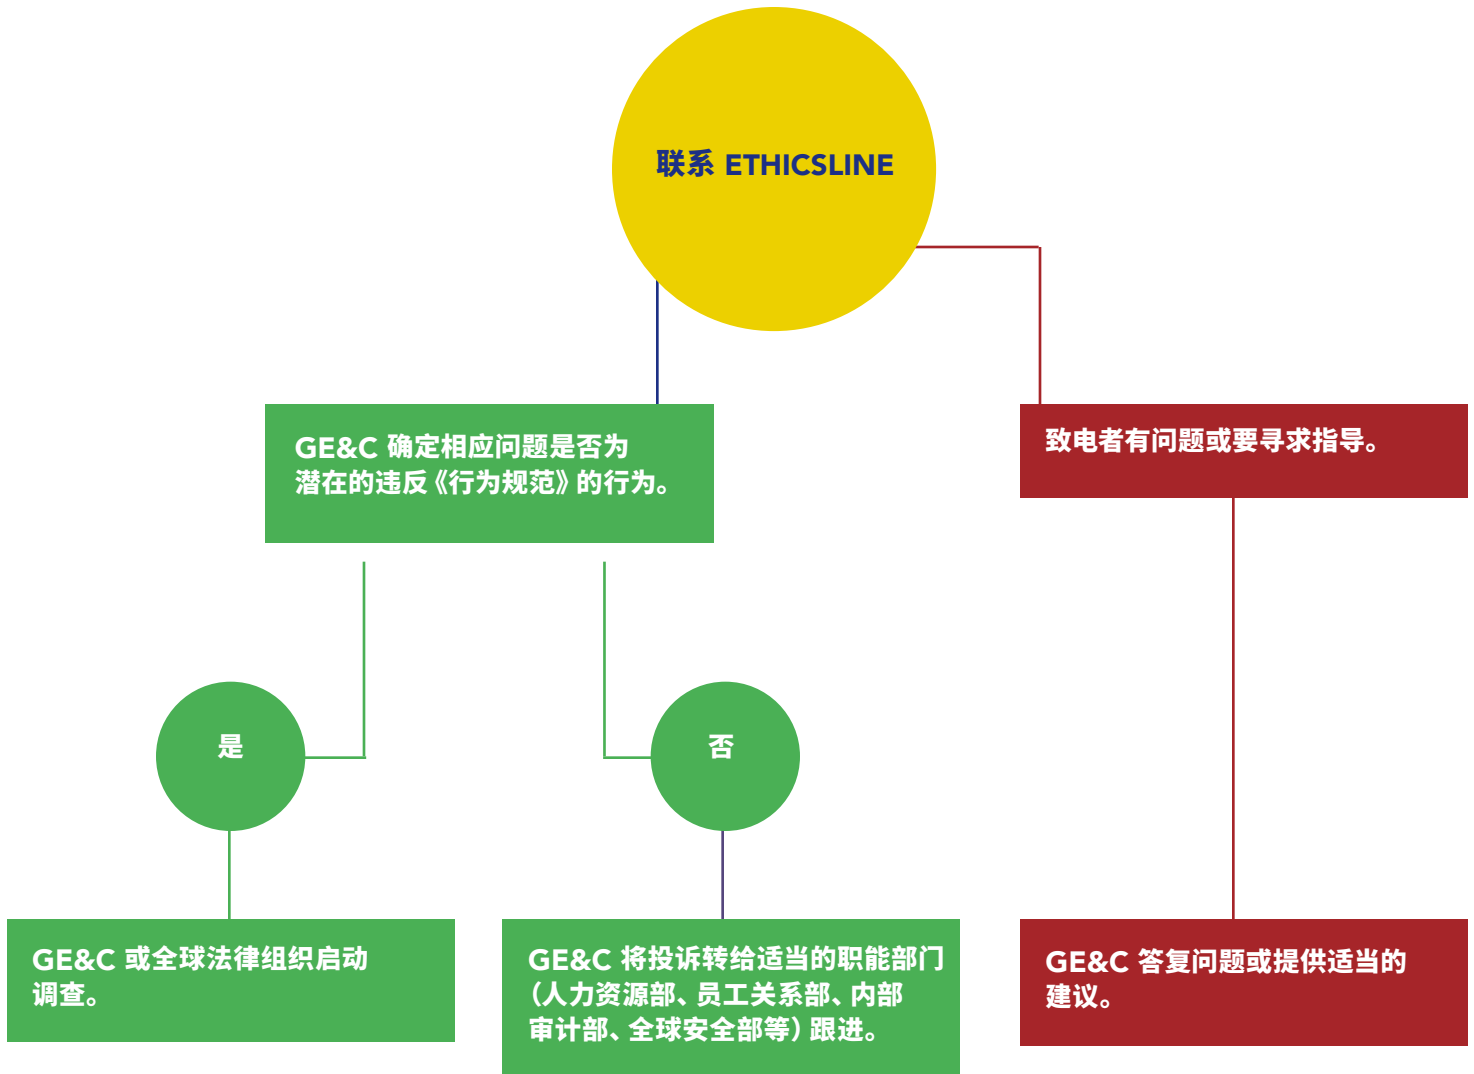 联系 ETHICSLINE
GE&C 确定相应问题是否为
潜在的违反《行为规范》的行为。
致电者有问题或要寻求指导。
是
否
GE&C 或全球法律组织启动
调查。
GE&C 将投诉转给适当的职能部门
（人力资源部、员工关系部、内部
审计部、全球安全部等）跟进。
GE&C 答复问题或提供适当的
建议。